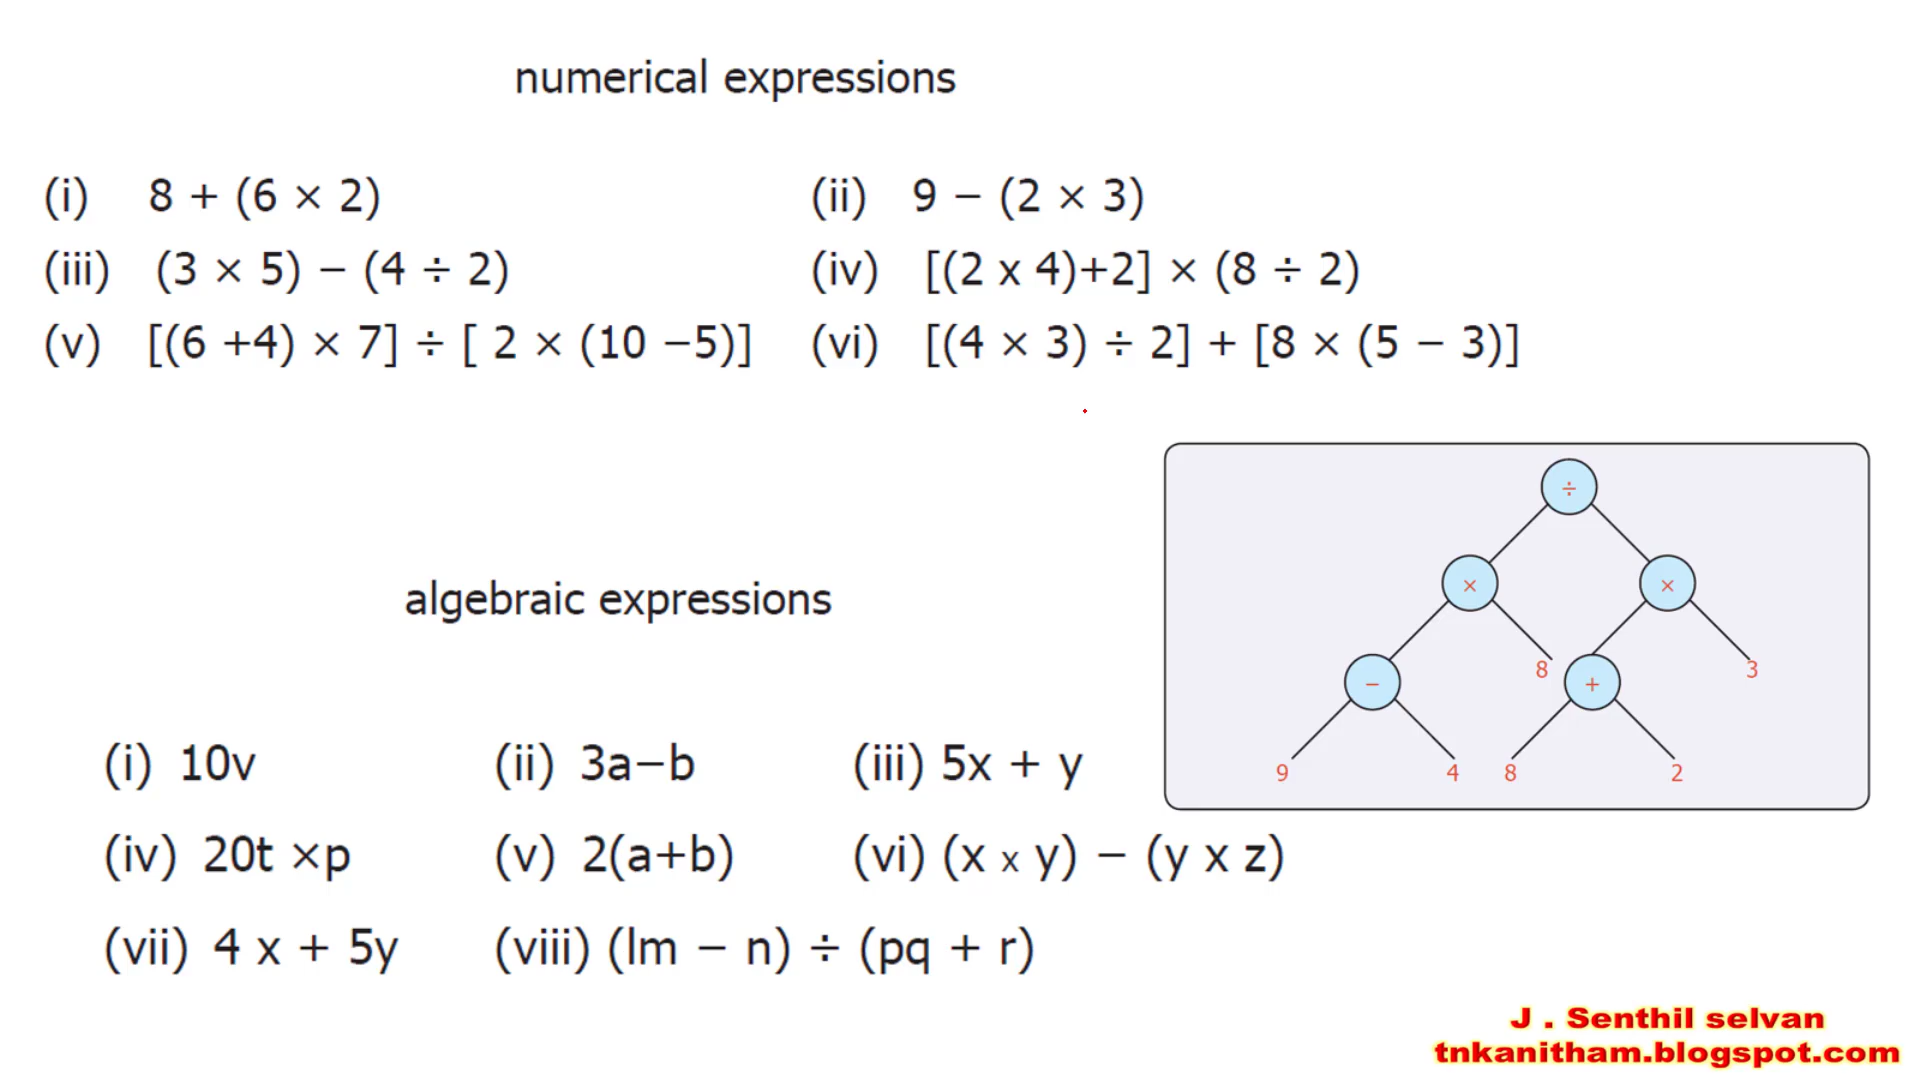 numerical expressions
(i) 8 + (6 × 2) (ii) 9 − (2 × 3)
(iii) (3 × 5) − (4 ÷ 2) (iv) [(2 x 4)+2] × (8 ÷ 2)
(v) [(6 +4) × 7] ÷ [ 2 × (10 −5)] (vi) [(4 × 3) ÷ 2] + [8 × (5 − 3)]
÷
× ×
− 8 + 3
9 4 8 2
algebraic expressions
(i) 10v (ii) 3a−b (iii) 5x + y
(iv) 20t ×p (v) 2(a+b) (vi) (x x y) − (y x z)
(vii) 4 x + 5y (viii) (lm − n) ÷ (pq + r)
J . Senthil selvan
tnkanitham.blogspot.com